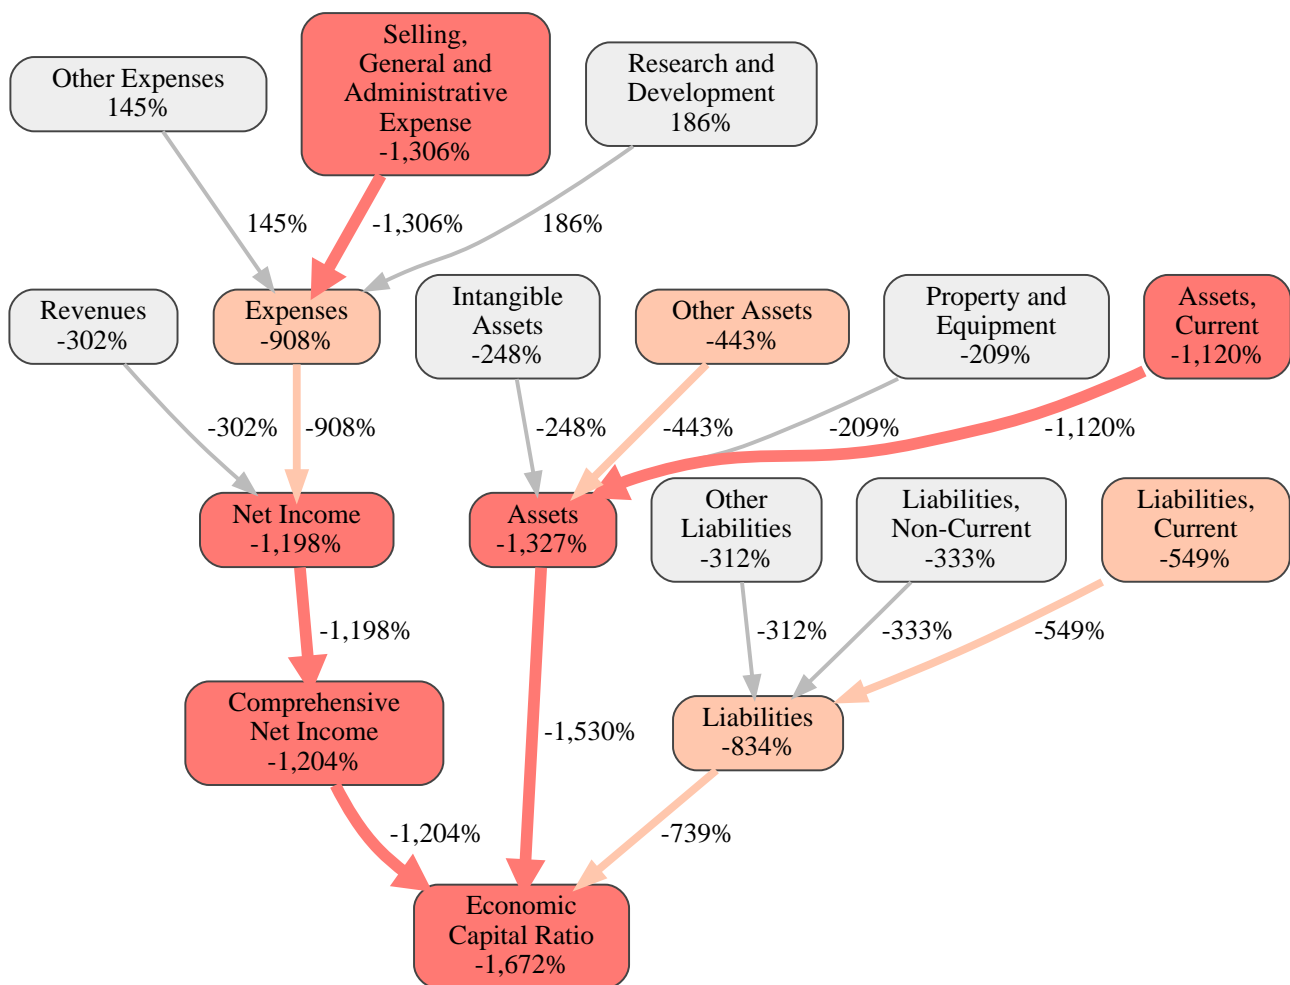 Other Expenses
145%
Selling,
General and
Administrative
Expense
-1,306%
Research and
Development
186%
145%
-1,306%
186%
Revenues
-302%
Expenses
-908%
Intangible
Assets
-248%
Other Assets
-443%
Property and
Equipment
-209%
Assets,
Current
-1,120%
-302%
-908%
-248%
-443%
-209%
-1,120%
Net Income
-1,198%
Assets
-1,327%
Other
Liabilities
-312%
Liabilities,
Non-Current
-333%
Liabilities,
Current
-549%
-1,198%
-312%
-333%
-549%
Comprehensive
Net Income
-1,204%
-1,530%
Liabilities
-834%
-1,204%
-739%
Economic
Capital Ratio
-1,672%